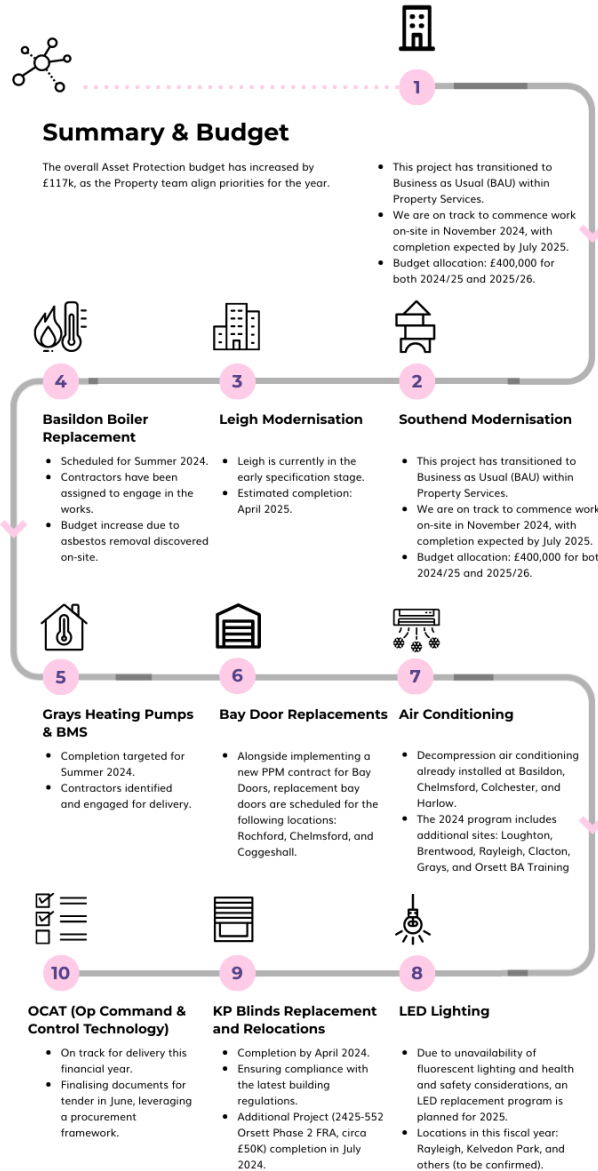 1
Summary & Budget
The overall Asset Protection budget has increased by
£117k, as the Property team align priorities for the year.
This project has transitioned to
Business as Usual (BAU) within
Property Services.
We are on track to commence work
on-site in November 2024, with
completion expected by July 2025.
Budget allocation: £400,000 for
both 2024/25 and 2025/26.
2
Southend Modernisation
This project has transitioned to
Business as Usual (BAU) within
Property Services.
We are on track to commence work
on-site in November 2024, with
completion expected by July 2025.
Budget allocation: £400,000 for bot
2024/25 and 2025/26.
3
Leigh Modernisation
Leigh is currently in the
early specification stage.
Estimated completion:
April 2025.
4
Basildon Boiler
Replacement
Scheduled for Summer 2024.
Contractors have been
assigned to engage in the
works.
Budget increase due to
asbestos removal discovered
on-site.
5
Grays Heating Pumps
& BMS
Completion targeted for
Summer 2024.
Contractors identified
and engaged for delivery.
6
Bay Door Replacements
Alongside implementing a
new PPM contract for Bay
Doors, replacement bay
doors are scheduled for the
following locations:
Rochford, Chelmsford, and
Coggeshall.
7
Air Conditioning
Decompression air conditioning
already installed at Basildon,
Chelmsford, Colchester, and
Harlow.
The 2024 program includes
additional sites: Loughton,
Brentwood, Rayleigh, Clacton,
Grays, and Orsett BA Training
8
LED Lighting
Due to unavailability of
fluorescent lighting and health
and safety considerations, an
LED replacement program is
planned for 2025.
Locations in this fiscal year:
Rayleigh, Kelvedon Park, and
others (to be confirmed).
9
KP Blinds Replacement
and Relocations
Completion by April 2024.
Ensuring compliance with
the latest building
regulations.
Additional Project (2425-552
Orsett Phase 2 FRA, circa
£50K) completion in July
2024.
10
OCAT (Op Command &
Control Technology)
On track for delivery this
financial year.
Finalising documents for
tender in June, leveraging
a procurement
framework.